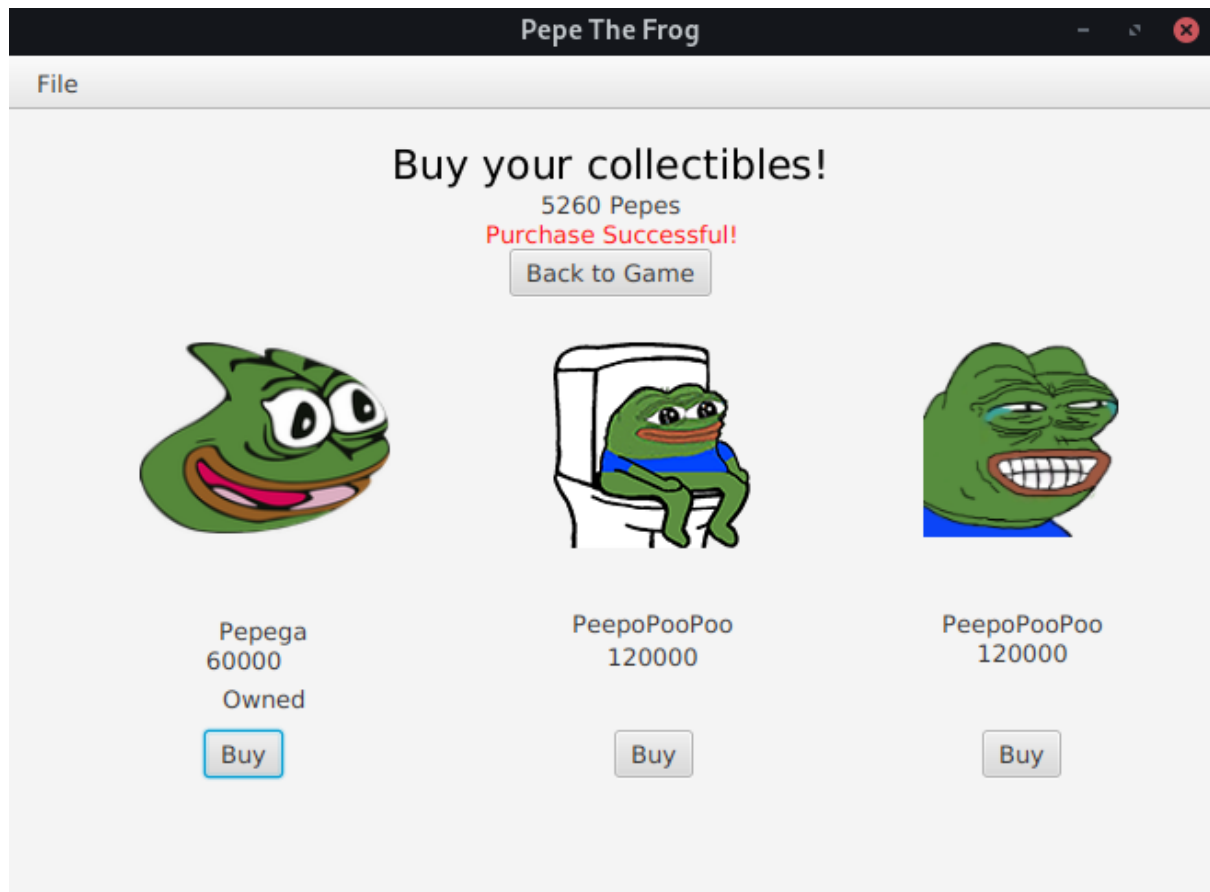 Pepe The Frog
File
Buy your collectibles!
5260 Pepes
Purchase Successful!
Back to Game
Pepega
60000
Owned
Buy
PeepoPooPoo
120000
Buy
PeepoPooPoo
120000
Buy